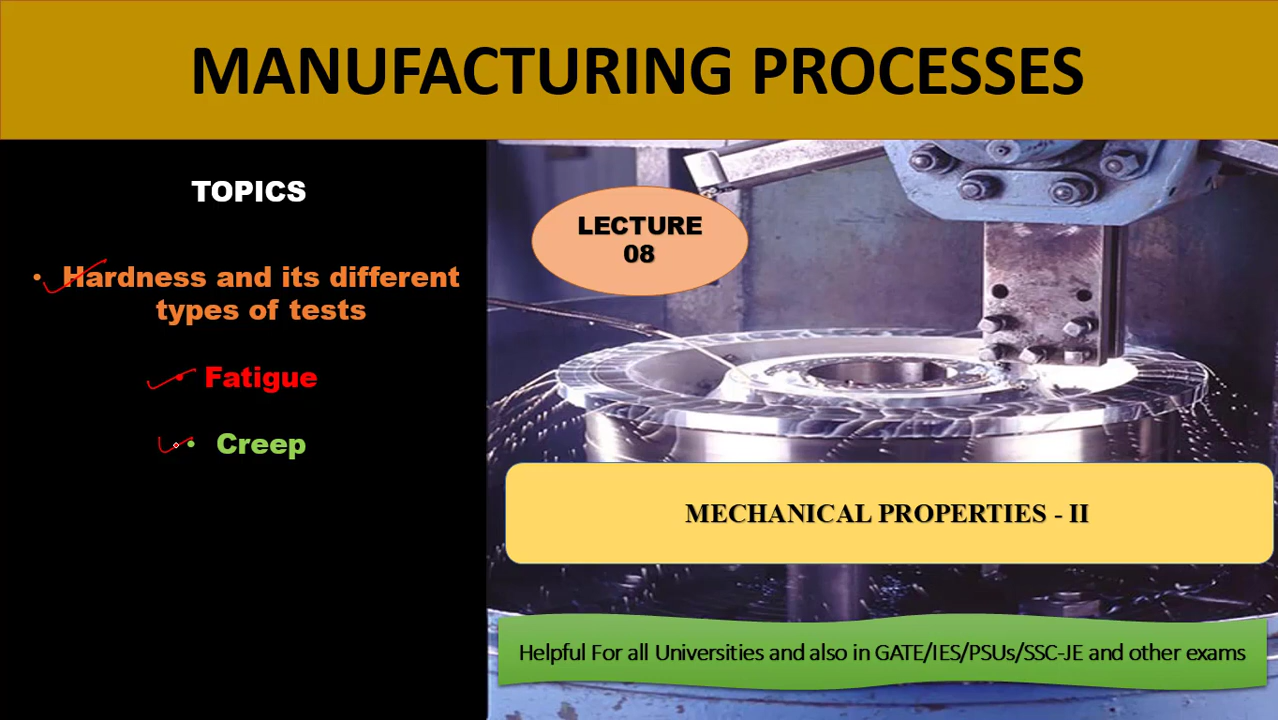 MANUFACTURING PROCESSES
TOPICS
• Hardness and its different
types of tests
• Fatigue
• Creep
LECTURE
08
MECHANICAL PROPERTIES - II
Helpful For all Universities and also in GATE/IES/PSUs/SSC-JE and other exams